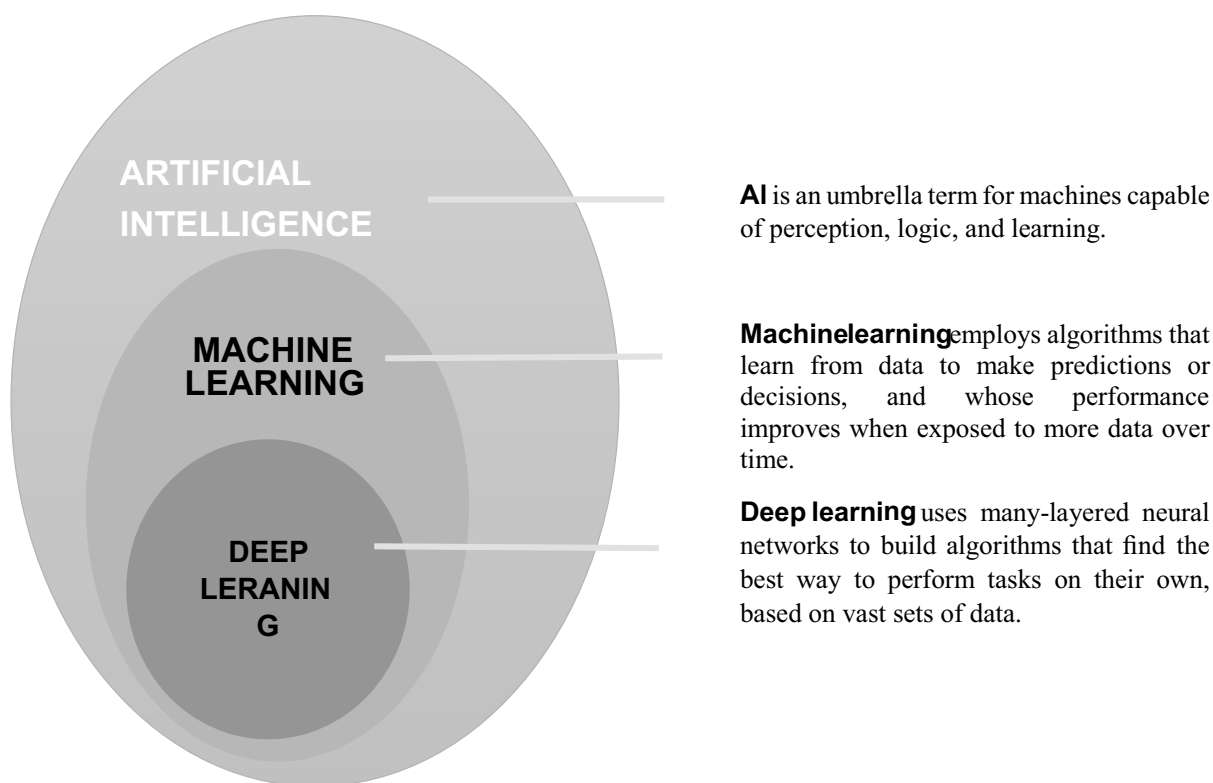 ARTIFICIAL
INTELLIGENCE
AI is an umbrella term for machines capable
of perception, logic, and learning.
MACHINE
LEARNING
Machinelearningemploys algorithms that
learn from data to make predictions or
decisions, and whose performance
improves when exposed to more data over
time.
DEEP
LERANIN
G
Deep learning uses many-layered neural
networks to build algorithms that find the
best way to perform tasks on their own,
based on vast sets of data.